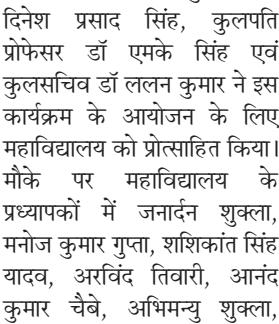 दिनेश प्रसाद सिंह, कुलपति
प्रोफेसर डॉ एमके सिंह एवं
कुलसचिव डॉ ललन कुमार ने इस
कार्यक्रम के आयोजन के लिए
महाविद्यालय को प्रोत्साहित किया।
मौके पर महाविद्यालय के
प्रध्यापकों में जनार्दन शुक्ला,
मनोज कुमार गुप्ता, शशिकांत सिंह
यादव, अरविंद तिवारी, आनंद
कुमार चैबे, अभिमन्यु शुक्ला,